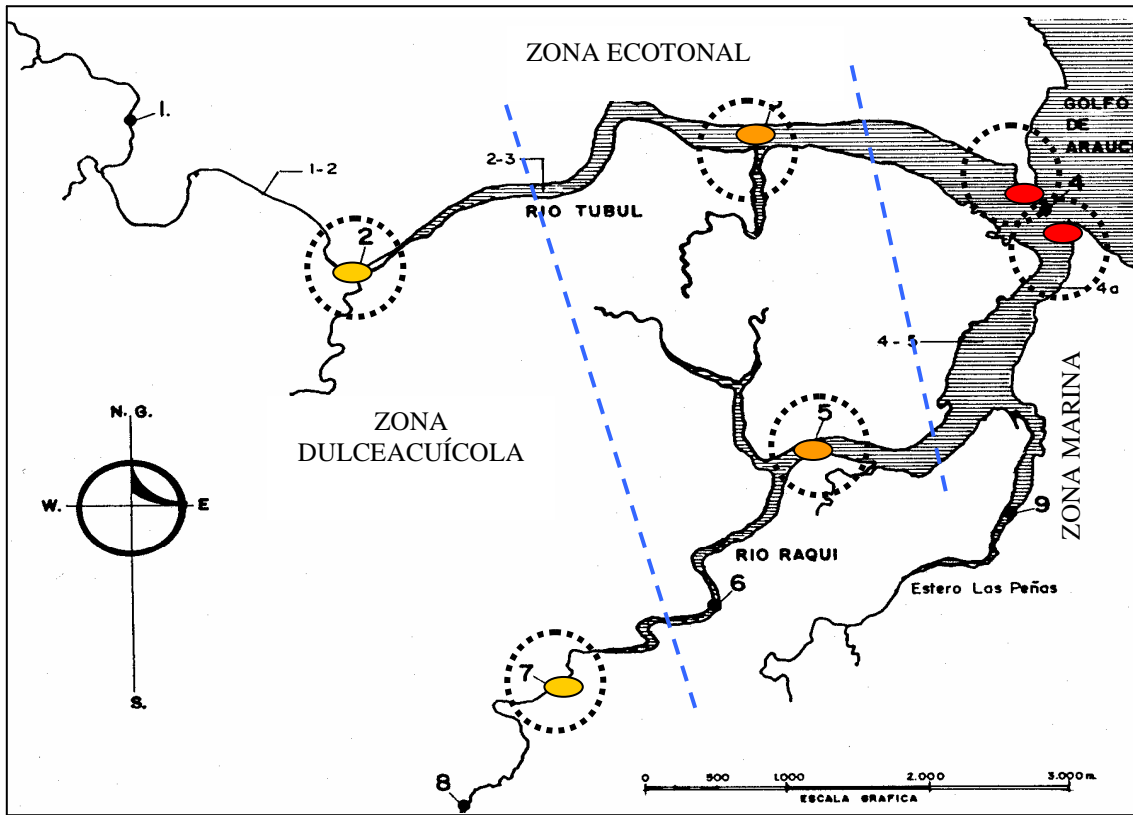 ZONA ECOTONAL
GOLFO
DE
ARAUC
1.
1-2
2-3
4
RIO TUBUL
2
4a
4-5
N. G.
ZONA
DULCEACUÍCOLA
5
W.
E
ZONA MARINA
9
RIO RAQUI
6
Estero Las Peñas
7
S.
8
0 500 1.000 2.000 3.000 m.
ESCALA GRAFICA